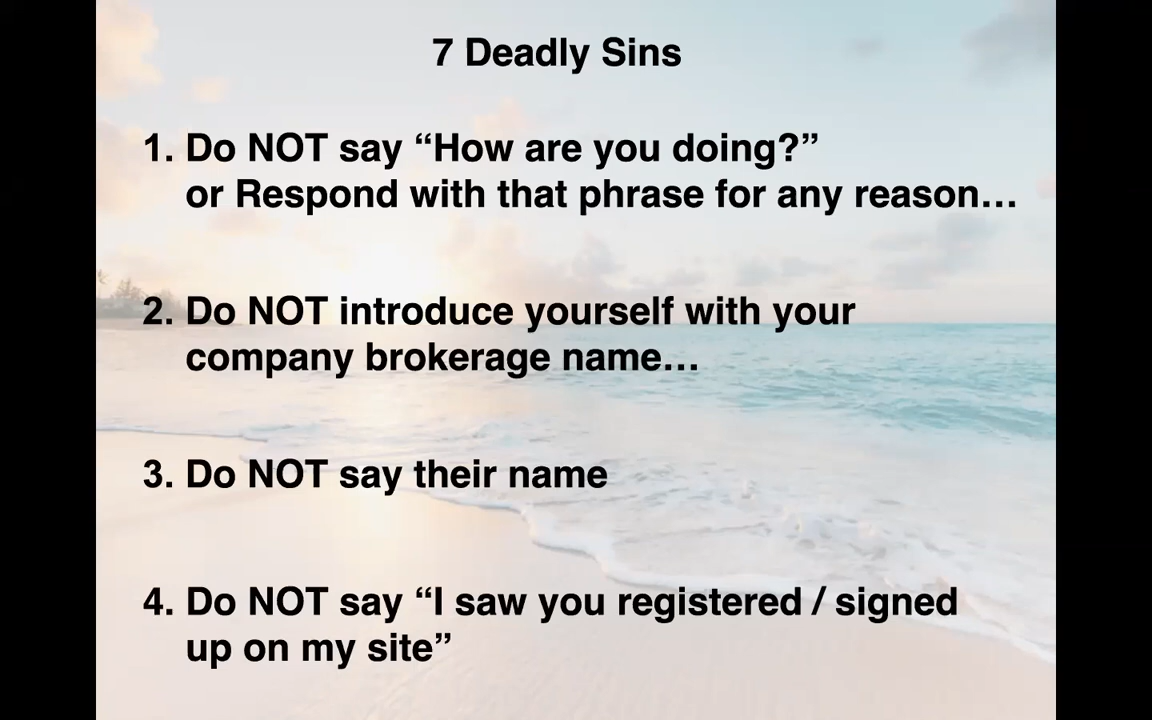 7 Deadly Sins
1. Do NOT say “How are you doing?”
or Respond with that phrase for any reason…
2. Do NOT introduce yourself with your
company brokerage name…
3. Do NOT say their name
4. Do NOT say “I saw you registered / signed
up on my site”